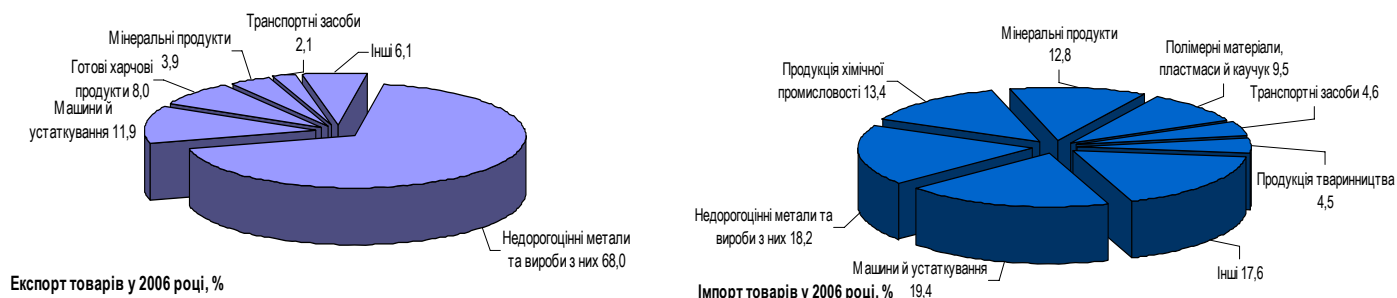 Транспортні засоби
2,1
Мінеральні продукти
3,9
Інші 6,1
Готові харчові
продукти 8,0
Машини й
устаткування 11,9
Недорогоцінні метали
та вироби з них 68,0
Експорт товарів у 2006 році, %
Мінеральні продукти
12,8
Полімерні матеріали,
пластмаси й каучук 9,5
Продукція хімічної
промисловості 13,4
Транспортні засоби 4,6
Продукція тваринництва
4,5
Недорогоцінні метали та
вироби з них 18,2
Машини й устаткування
19,4
Інші 17,6
Імпорт товарів у 2006 році, %